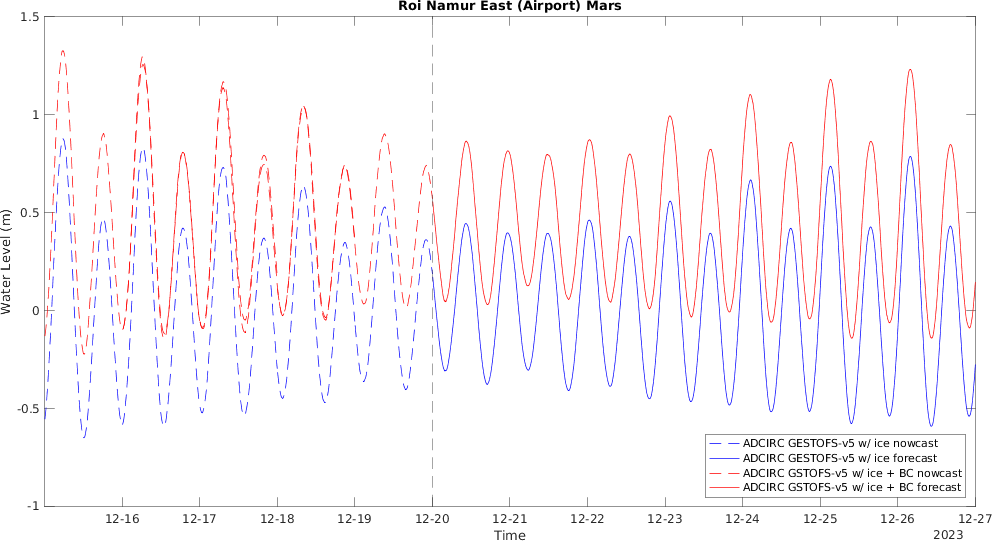 Roi Namur East (Airport) Mars
1.5
1
0.5
0
-0.5
-1
Water Level (m)
12-16 12-17 12-18 12-19 12-20 12-21 12-22 12-23 12-24 12-25 12-26 12-27
Time
2023
ADCIRC GESTOFS-v5 w/ ice nowcast
ADCIRC GESTOFS-v5 w/ ice forecast
ADCIRC GSTOFS-v5 w/ ice + BC nowcast
ADCIRC GSTOFS-v5 w/ ice + BC forecast